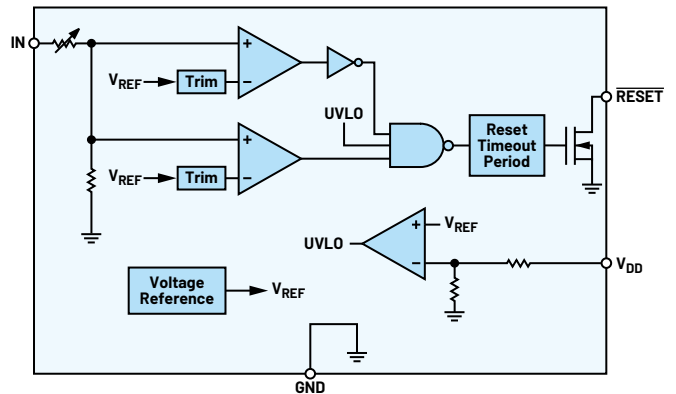 IN
V_REF
Trim
+
−
UVLO
RESET
Reset
Timeout
Period
+
−
V_REF
Trim
UVLO
+
−
V_REF
V_DD
Voltage
Reference
V_REF
GND